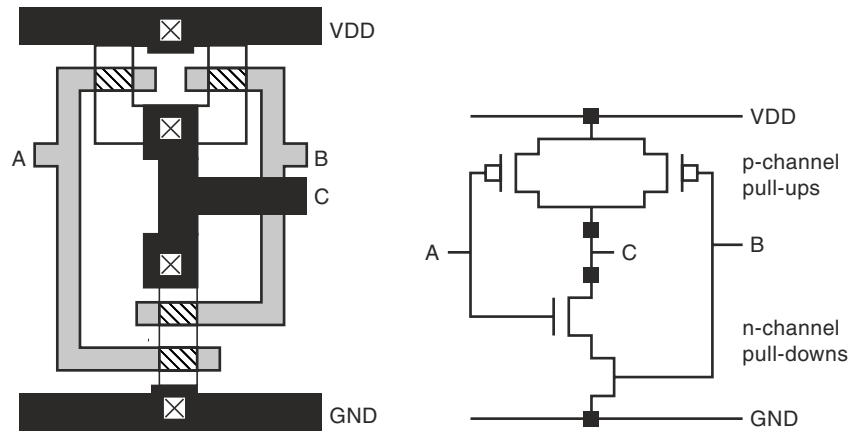 VDD
A
B
C
GND
VDD
p-channel
pull-ups
A
C
B
n-channel
pull-downs
GND